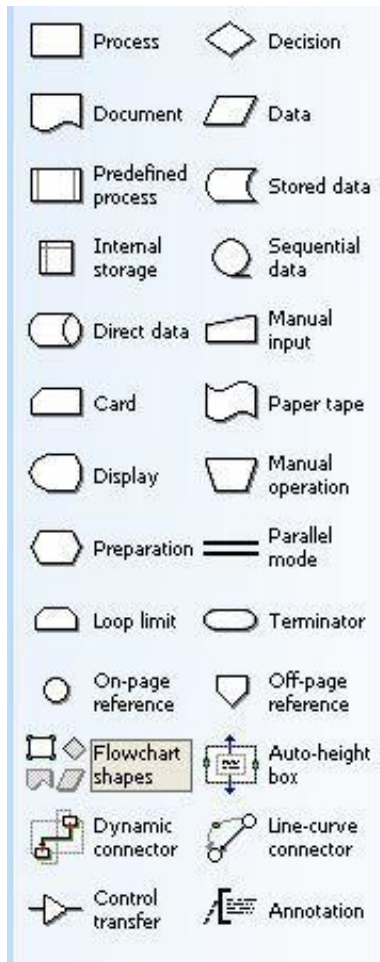 Process
Decision
Document
Data
Predefined
process
Stored data
Internal
storage
Sequential
data
Direct data
Manual
input
Card
Paper tape
Display
Manual
operation
Preparation
Parallel
mode
Loop limit
Terminator
On-page
reference
Off-page
reference
Flowchart
shapes
Auto-height
box
Dynamic
connector
Line-curve
connector
Control
transfer
Annotation